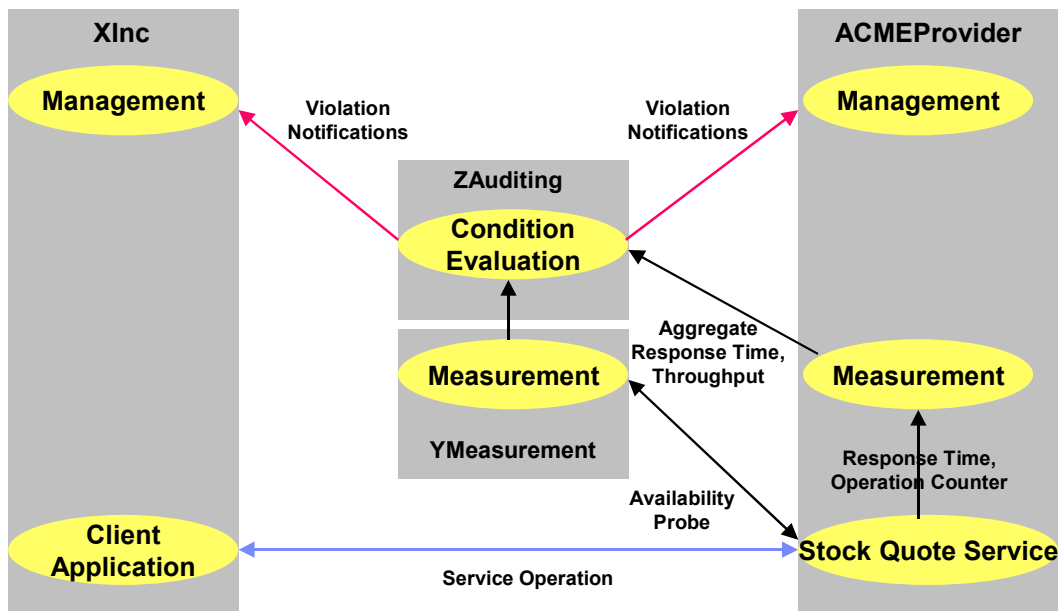 XInc
ACMEProvider
Management
Violation
Notifications
Violation
Notifications
Management
ZAuditing
Condition
Evaluation
Aggregate
Response Time,
Throughput
Measurement
Measurement
YMeasurement
Response Time,
Operation Counter
Availability
Probe
Client
Application
Stock Quote Service
Service Operation